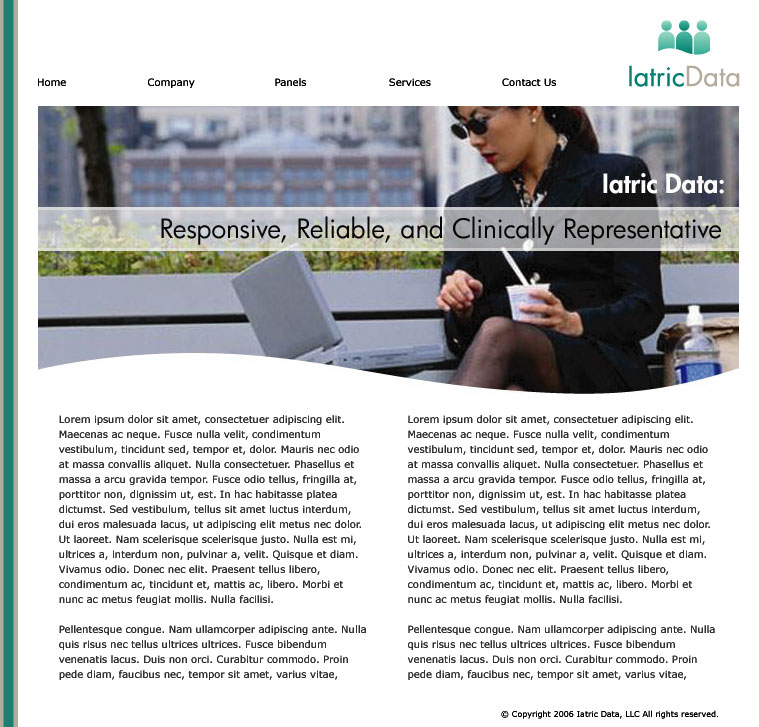 IatricData
Home Company Panels Services Contact Us
Iatric Data:
Responsive, Reliable, and Clinically Representative
Lorem ipsum dolor sit amet, consectetuer adipiscing elit.
Maecenas ac neque. Fusce nulla velit, condimentum
vestibulum, tincidunt sed, tempor et, dolor. Mauris nec odio
at massa convallis aliquet. Nulla consectetuer. Phasellus et
massa a arcu gravida tempor. Fusce odio tellus, fringilla at,
porttitor non, dignissim ut, est. In hac habitasse platea
dictumst. Sed vestibulum, tellus sit amet luctus interdum,
dui eros malesuada lacus, ut adipiscing elit metus nec dolor.
Ut laoreet. Nam scelerisque scelerisque justo. Nulla est mi,
ultrices a, interdum non, pulvinar a, velit. Quisque et diam.
Vivamus odio. Donec nec elit. Praesent tellus libero,
condimentum ac, tincidunt et, mattis ac, libero. Morbi et
nunc ac metus feugiat mollis. Nulla facilisi.
Pellentesque congue. Nam ullamcorper adipiscing ante. Nulla
quis risus nec tellus ultrices ultrices. Fusce bibendum
venenatis lacus. Duis non orci. Curabitur commodo. Proin
pede diam, faucibus nec, tempor sit amet, varius vitae,
Lorem ipsum dolor sit amet, consectetuer adipiscing elit.
Maecenas ac neque. Fusce nulla velit, condimentum
vestibulum, tincidunt sed, tempor et, dolor. Mauris nec odio
at massa convallis aliquet. Nulla consectetuer. Phasellus et
massa a arcu gravida tempor. Fusce odio tellus, fringilla at,
porttitor non, dignissim ut, est. In hac habitasse platea
dictumst. Sed vestibulum, tellus sit amet luctus interdum,
dui eros malesuada lacus, ut adipiscing elit metus nec dolor.
Ut laoreet. Nam scelerisque scelerisque justo. Nulla est mi,
ultrices a, interdum non, pulvinar a, velit. Quisque et diam.
Vivamus odio. Donec nec elit. Praesent tellus libero,
condimentum ac, tincidunt et, mattis ac, libero. Morbi et
nunc ac metus feugiat mollis. Nulla facilisi.
Pellentesque congue. Nam ullamcorper adipiscing ante. Nulla
quis risus nec tellus ultrices ultrices. Fusce bibendum
venenatis lacus. Duis non orci. Curabitur commodo. Proin
pede diam, faucibus nec, tempor sit amet, varius vitae,
© Copyright 2006 Iatric Data, LLC All rights reserved.